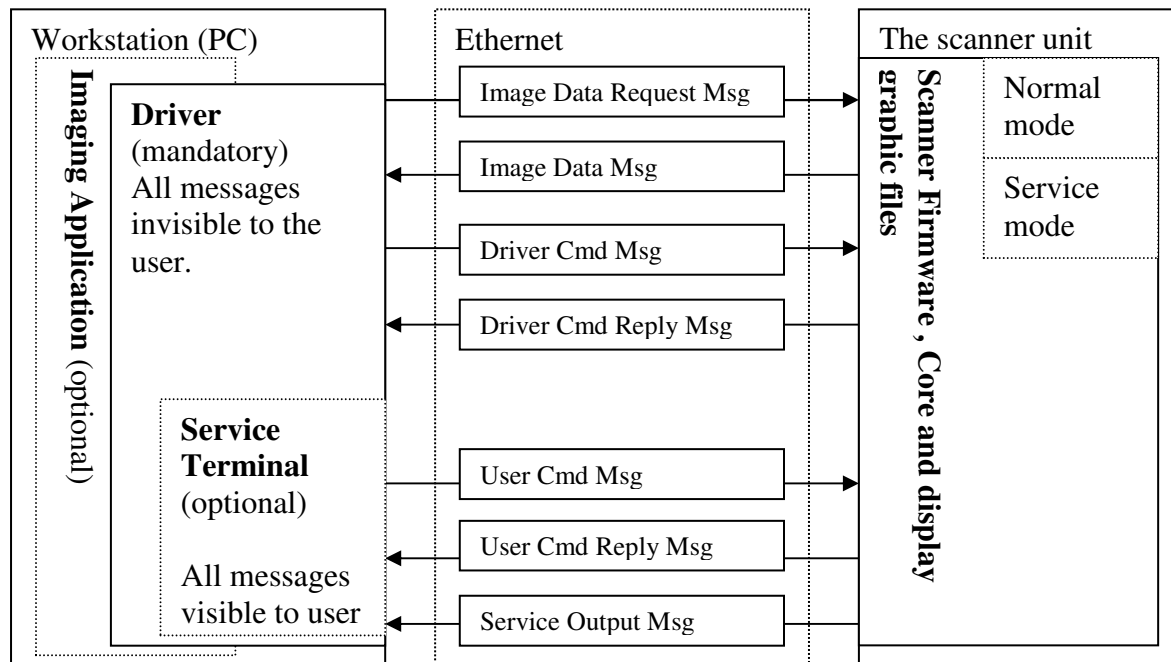 Workstation (PC)
Imaging Application (optional)
Driver
(mandatory)
All messages
invisible to the
user.
Service
Terminal
(optional)
All messages
visible to user
Ethernet
Image Data Request Msg
Image Data Msg
Driver Cmd Msg
Driver Cmd Reply Msg
User Cmd Msg
User Cmd Reply Msg
Service Output Msg
The scanner unit
Scanner Firmware , Core and display
graphic files
Normal
mode
Service
mode